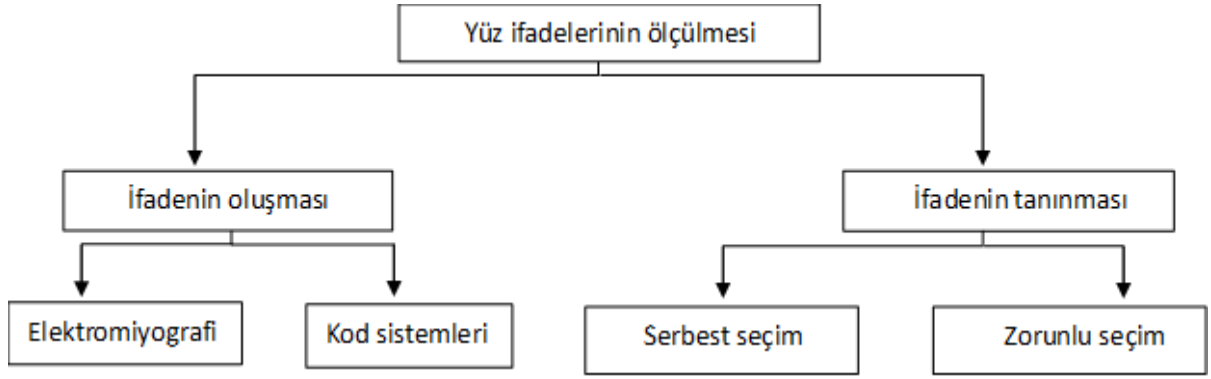 Yüz ifadelerinin ölçülmesi
İfadenin oluşması
İfadenin tanınması
Elektromiyografi
Kod sistemleri
Serbest seçim
Zorunlu seçim